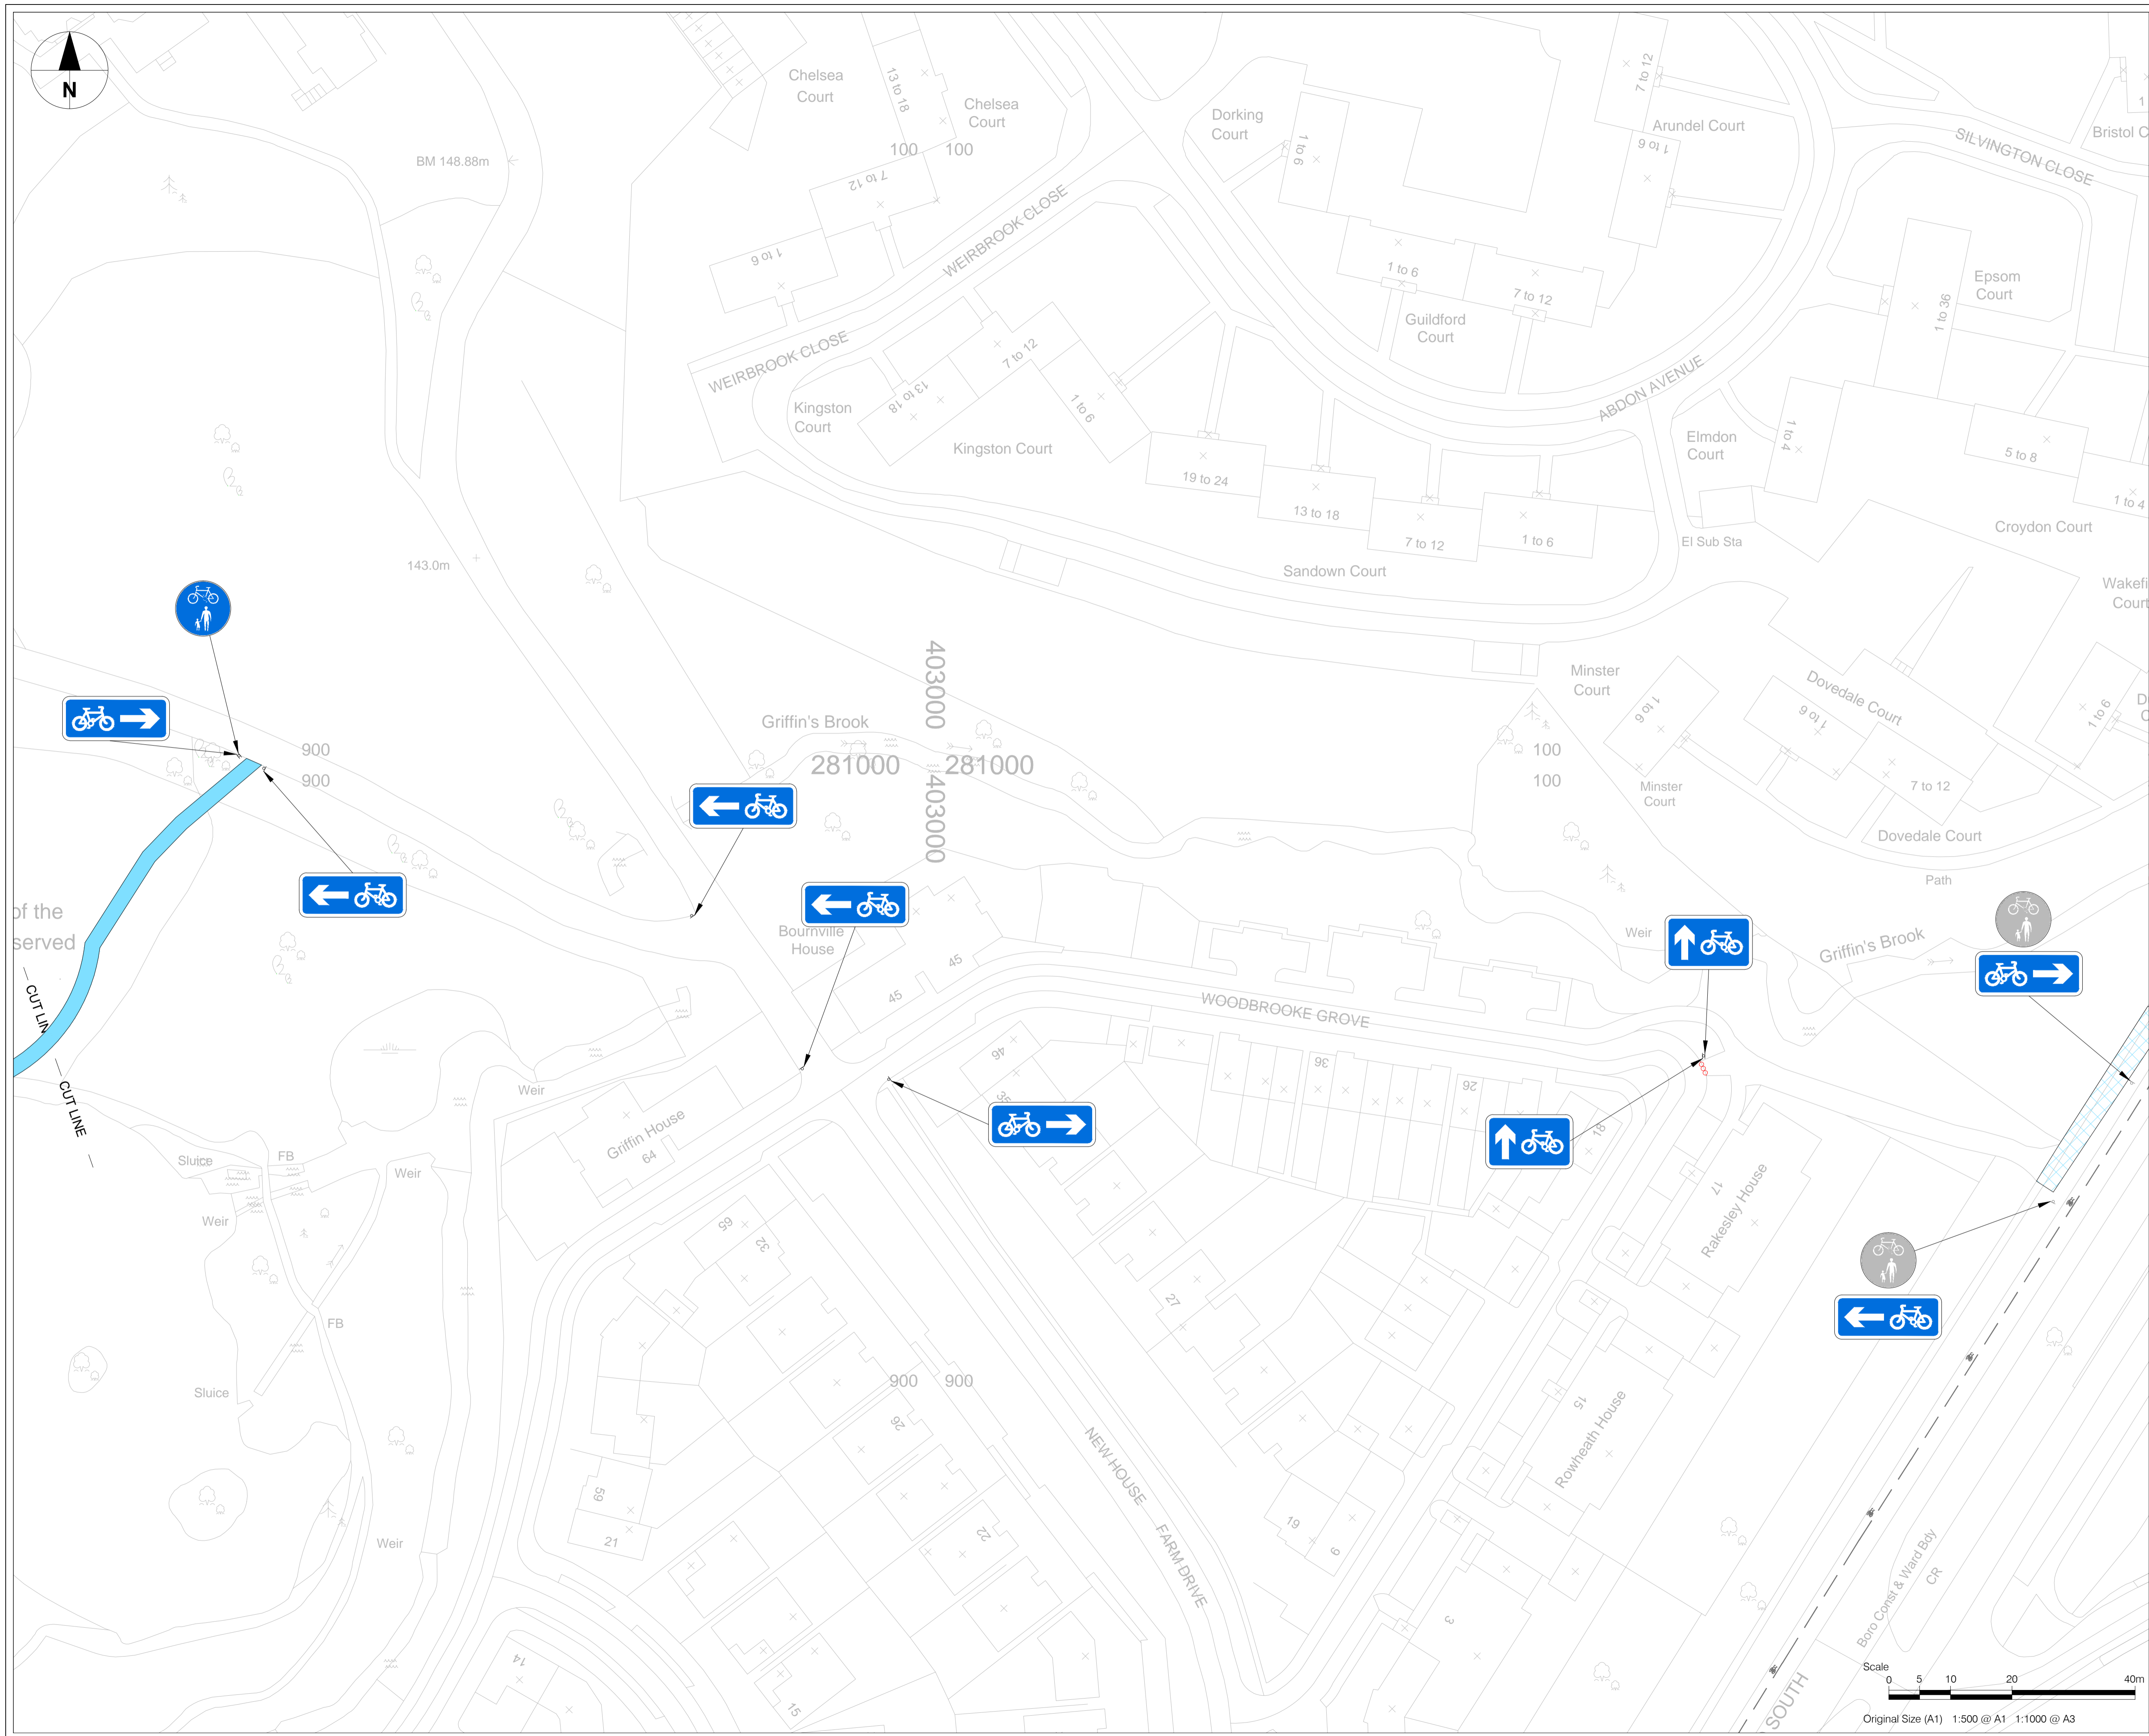 N
Chelsea
Court
13 to 18
Chelsea
Court
100 100
7 to 12
1 to 6
BM 148.88m
WEIRBROOK CLOSE
WEIRBROOK CLOSE
Dorking
Court
1 to 6
7 to 12
Arundel Court
1 to 6
SILVINGTON CLOSE
Bristol C
1
1 to 6
7 to 12
Guildford
Court
Epsom
Court
1 to 36
ABDON AVENUE
Kingston
Court
13 to 18
7 to 12
1 to 6
Kingston Court
19 to 24
13 to 18
7 to 12
1 to 6
Sandown Court
Elmdon
Court
1 to 4
5 to 8
1 to 4
Croydon Court
El Sub Sta
Wakefi
Court
143.0m
Minster
Court
1 to 6
Dovedale Court
1 to 6
7 to 12
1 to 6
D
C
Minster
Court
Dovedale Court
Path
403000
Griffin's Brook
281000 281000
403000
900
900
100
100
of the
served
CUT LIN
CUT LINE
Bournville
House
45
45
WOODBROOKE GROVE
Weir
Griffin's Brook
46
35
36
26
18
17
Rakesley House
Weir
Griffin House
64
Sluice
FB
Weir
Weir
FB
Sluice
Weir
65
32
27
900 900
26
59
21
22
19
9
15
Rowheath House
3
NEW HOUSE
FARM DRIVE
14
15
Boro Const & Ward Bdy
CR
SOUTH
Scale
0 5 10 20 40m
Original Size (A1) 1:500 @ A1 1:1000 @ A3